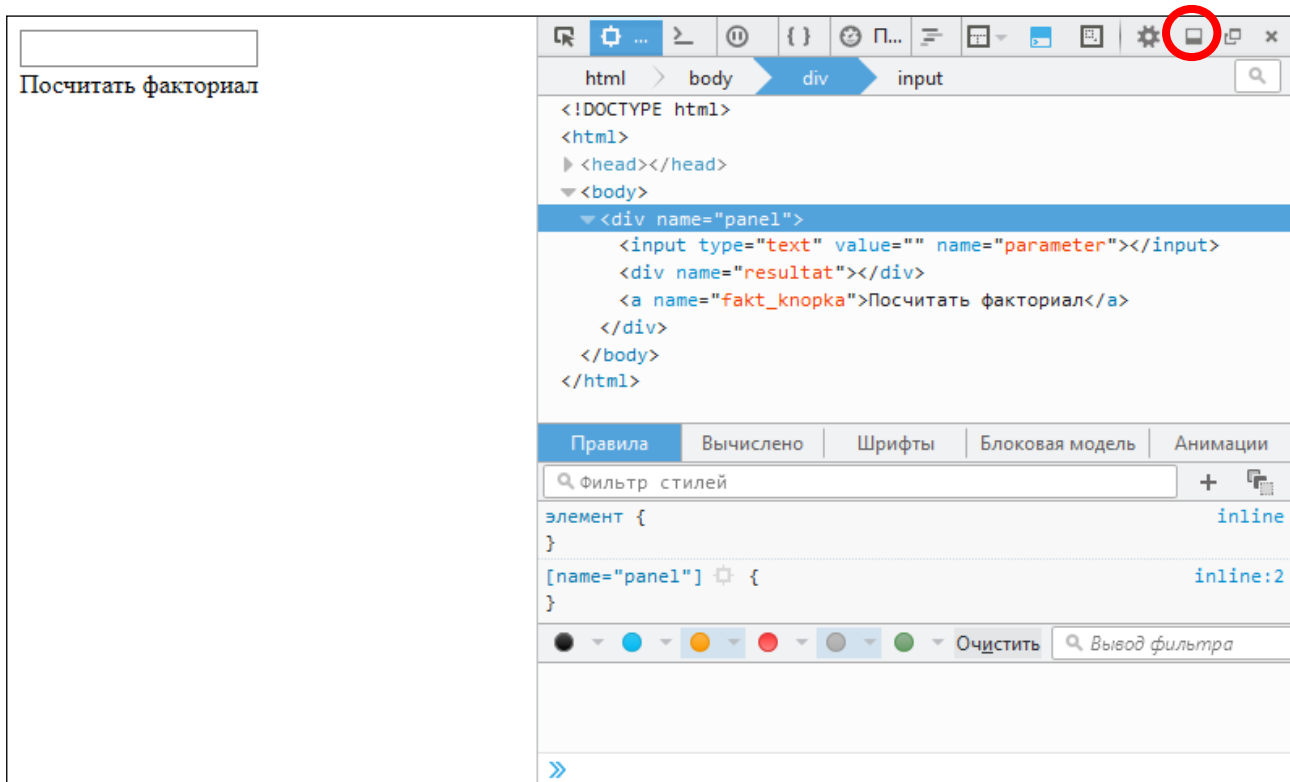 Посчитать факториал
{ } П...
html body div input
<!DOCTYPE html>
<html>
<head></head>
<body>
<div name="panel">
<input type="text" value="" name="parameter"></input>
<div name="resultat"></div>
<a name="fakt_knopka">Посчитать факториал</a>
</div>
</body>
</html>
Правила Вычислено Шрифты Блоковая модель Анимации
Фильтр стилей
элемент { inline
}
[name="panel"] { inline:2
}
Очистить Вывод фильтра